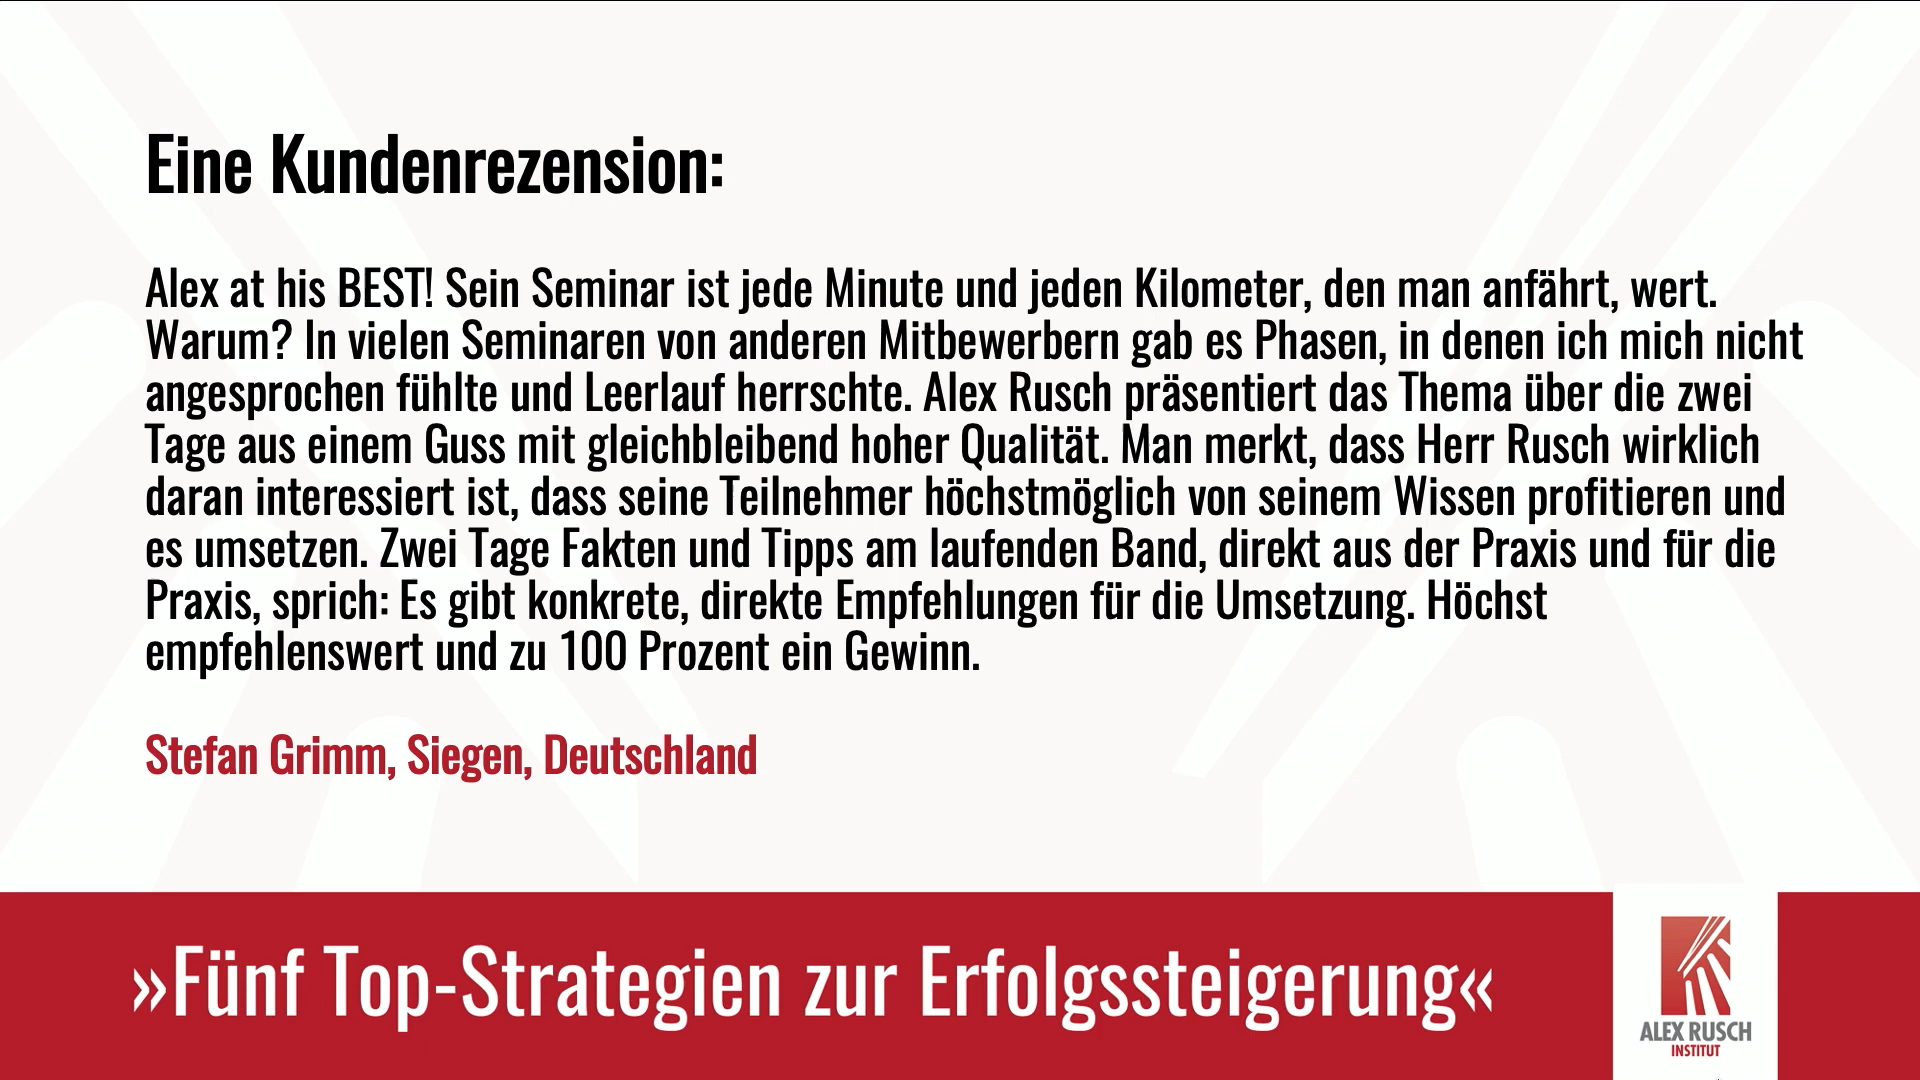 Eine Kundenrezension:
Alex at his BEST! Sein Seminar ist jede Minute und jeden Kilometer, den man anfährt, wert.
Warum? In vielen Seminaren von anderen Mitbewerbern gab es Phasen, in denen ich mich nicht
angesprochen fühlte und Leerlauf herrschte. Alex Rusch präsentiert das Thema über die zwei
Tage aus einem Guss mit gleichbleibend hoher Qualität. Man merkt, dass Herr Rusch wirklich
daran interessiert ist, dass seine Teilnehmer höchstmöglich von seinem Wissen profitieren und
es umsetzen. Zwei Tage Fakten und Tipps am laufenden Band, direkt aus der Praxis und für die
Praxis, sprich: Es gibt konkrete, direkte Empfehlungen für die Umsetzung. Höchst
empfehlenswert und zu 100 Prozent ein Gewinn.
Stefan Grimm, Siegen, Deutschland
»Fünf Top-Strategien zur Erfolgssteigerung«
ALEX RUSCH
INSTITUT